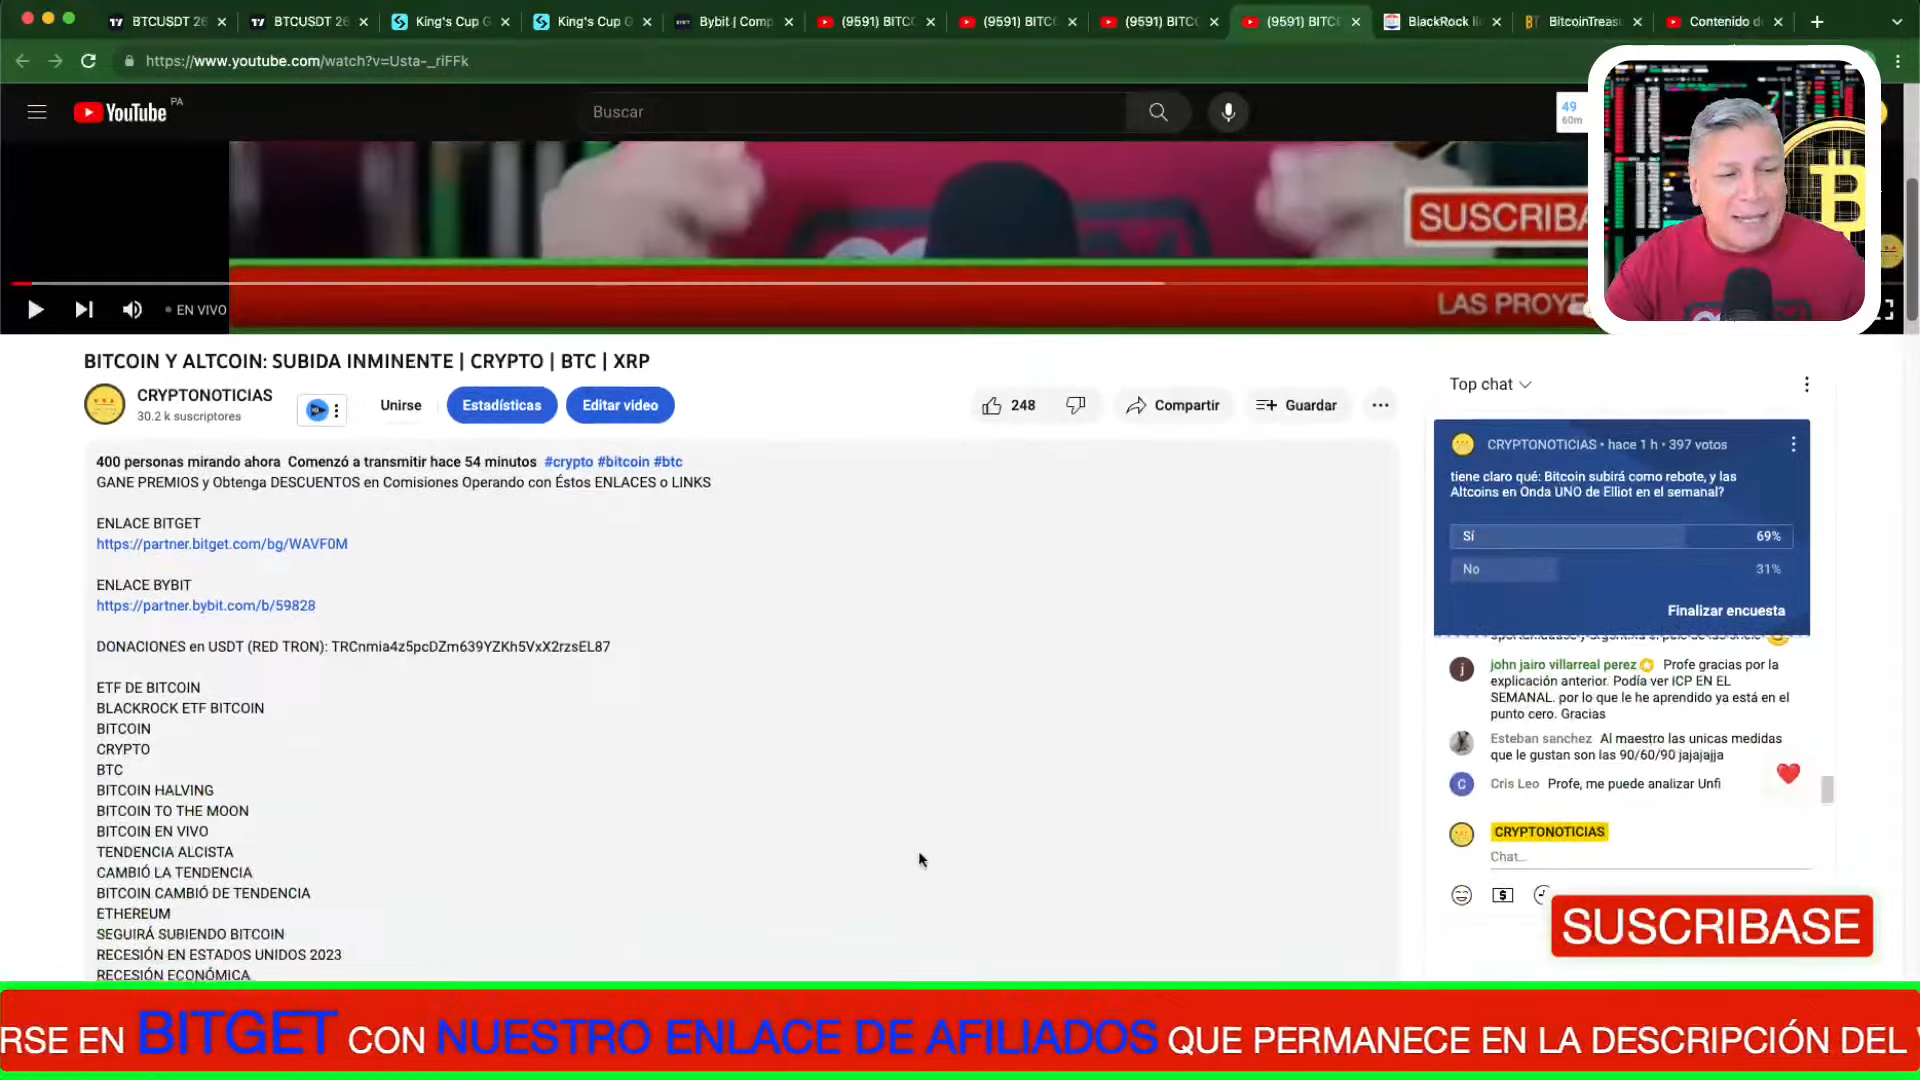 BTCUSDT 26
BTCUSDT 26
King's Cup G
King's Cup G
Bybit | Comp
(9591) BITCO
(9591) BITCO
(9591) BITCO
(9591) BITCO
BlackRock li
BitcoinTreasu
Contenido de
https://www.youtube.com/watch?v=Usta-_riFFk
YouTube PA
Buscar
49
60m
SUSCRIBA
LAS PROYE
EN VIVO
BITCOIN Y ALTCOIN: SUBIDA INMINENTE | CRYPTO | BTC | XRP
CRYPTONOTICIAS
30.2 k suscriptores
Unirse
Estadísticas
Editar video
248
Compartir
Guardar
400 personas mirando ahora Comenzó a transmitir hace 54 minutos #crypto #bitcoin #btc
GANE PREMIOS y Obtenga DESCUENTOS en Comisiones Operando con Éstos ENLACES o LINKS
ENLACE BITGET
https://partner.bitget.com/bg/WAVF0M
ENLACE BYBIT
https://partner.bybit.com/b/59828
DONACIONES en USDT (RED TRON): TRCnmia4z5pcDZm639YZKh5VxX2rzsEL87
ETF DE BITCOIN
BLACKROCK ETF BITCOIN
BITCOIN
CRYPTO
BTC
BITCOIN HALVING
BITCOIN TO THE MOON
BITCOIN EN VIVO
TENDENCIA ALCISTA
CAMBIÓ LA TENDENCIA
BITCOIN CAMBIÓ DE TENDENCIA
ETHEREUM
SEGUIRÁ SUBIENDO BITCOIN
RECESIÓN EN ESTADOS UNIDOS 2023
RECESIÓN ECONÓMICA
Top chat
CRYPTONOTICIAS • hace 1 h • 397 votos
tiene claro qué: Bitcoin subirá como rebote, y las
Altcoins en Onda UNO de Elliot en el semanal?
Sí 69%
No 31%
Finalizar encuesta
john jairo villarreal perez Profe gracias por la
explicación anterior. Podía ver ICP EN EL
SEMANAL. por lo que le he aprendido ya está en el
punto cero. Gracias
Esteban sanchez Al maestro las unicas medidas
que le gustan son las 90/60/90 jajajajja
Cris Leo Profe, me puede analizar Unfi
CRYPTONOTICIAS
Chat...
SUSCRIBASE
RSE EN BITGET CON NUESTRO ENLACE DE AFILIADOS QUE PERMANECE EN LA DESCRIPCIÓN DEL